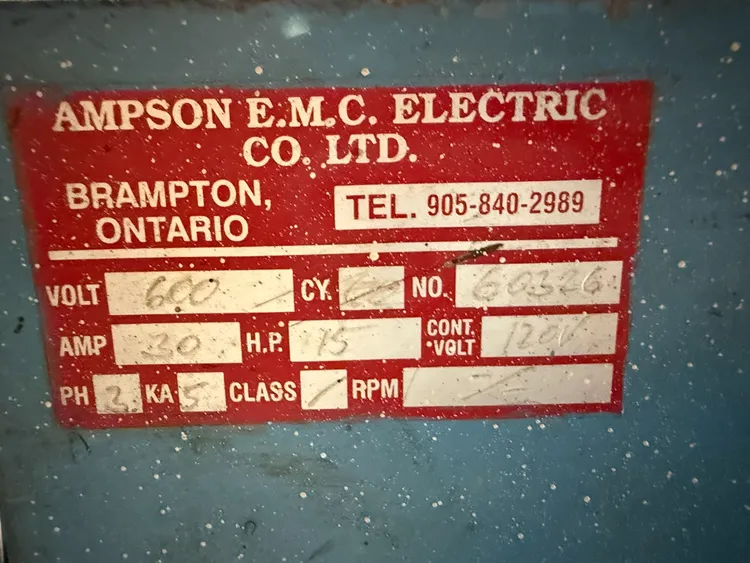 AMPSON E.M.C. ELECTRIC
CO. LTD.
BRAMPTON,
ONTARIO
TEL. 905-840-2989
VOLT 600 CY. 60 NO. 60326
AMP 30 H.P. 15 CONT. VOLT 120V
PH 3 KA 5 CLASS / RPM